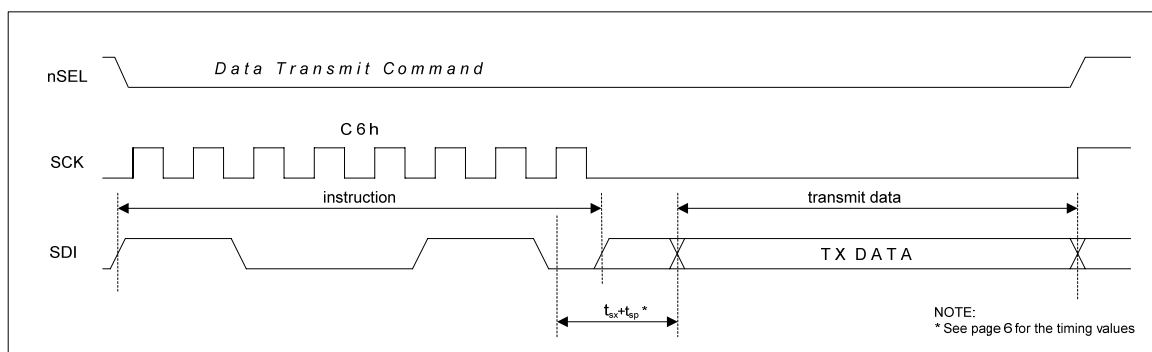 nSEL
Data Transmit Command
C6h
SCK
instruction
transmit data
SDI
TX DATA
tsx+tsp *
NOTE:
* See page 6 for the timing values